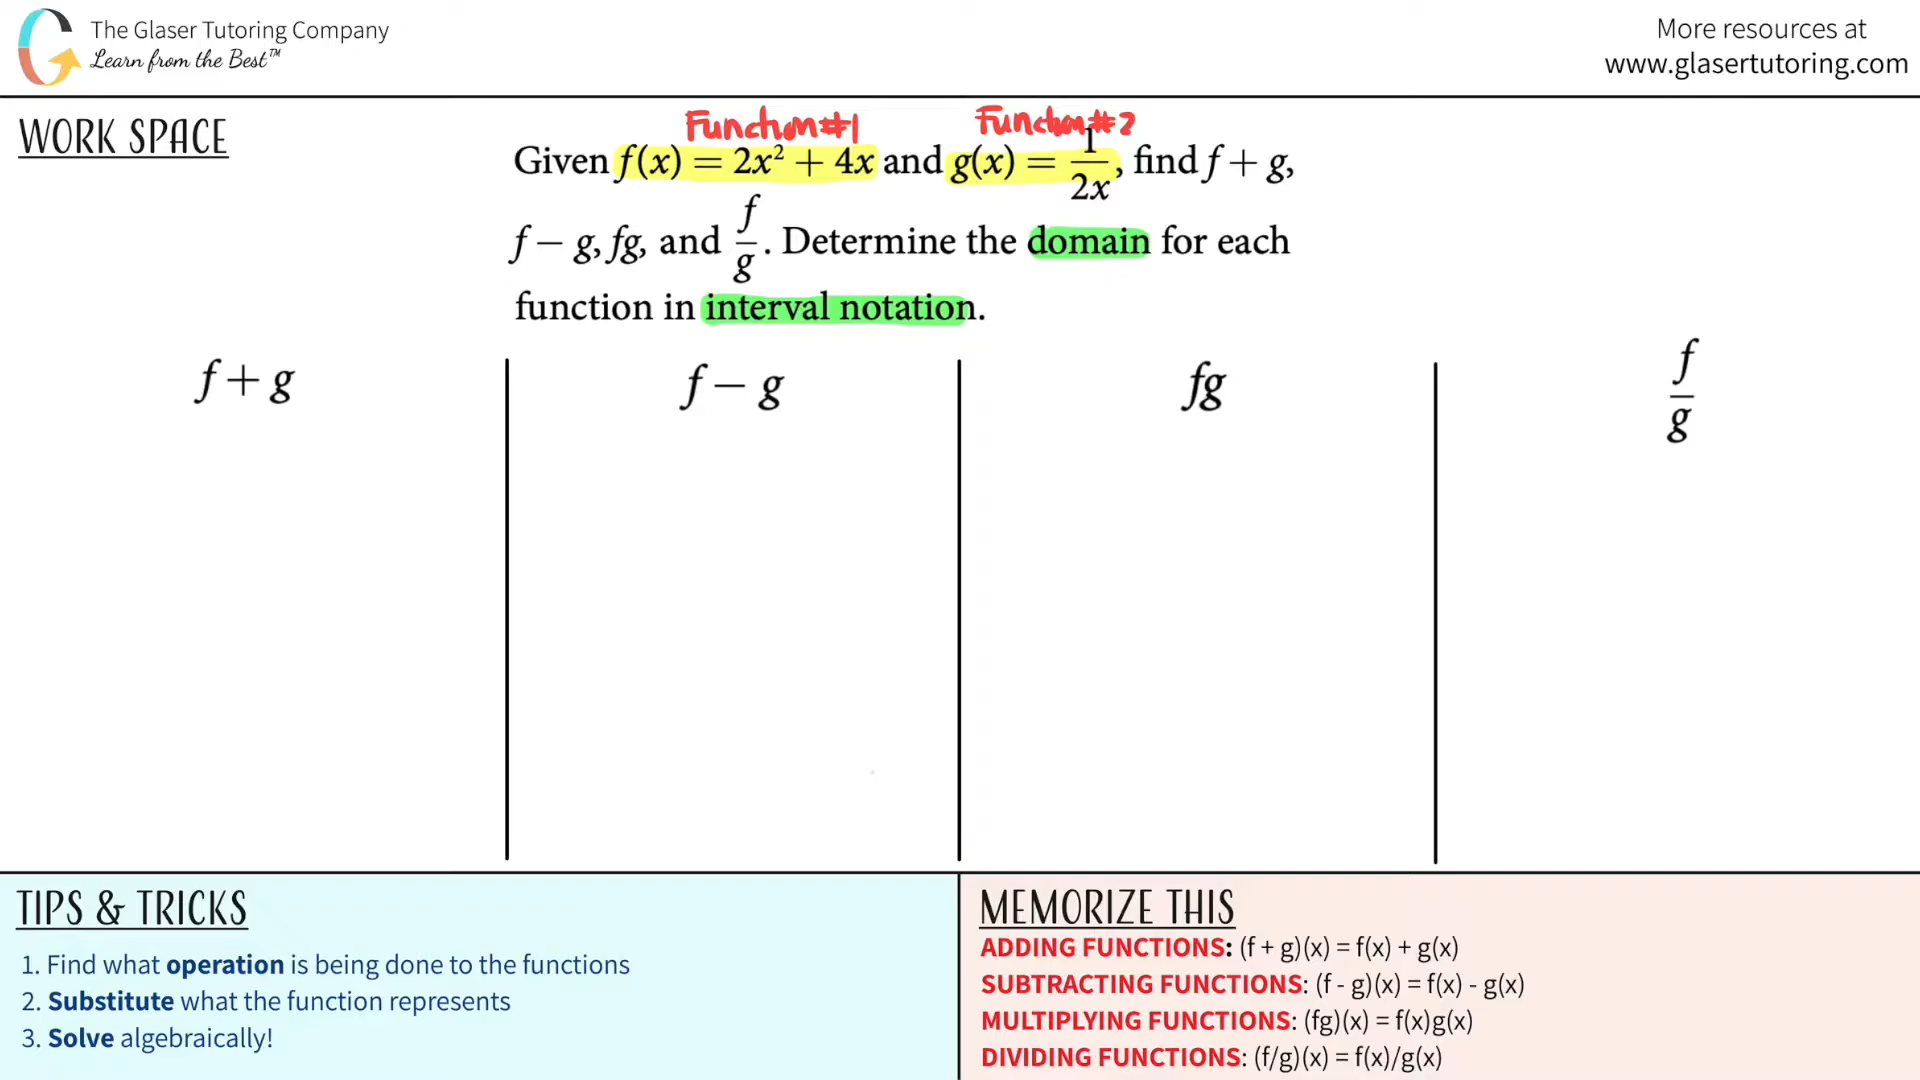 The Glaser Tutoring Company
Learn from the Best™
More resources at
www.glasertutoring.com
WORK SPACE
Function #1 Function #2
Given f(x) = 2x² + 4x and g(x) = 1/2x, find f + g,
f − g, fg, and f/g. Determine the domain for each
function in interval notation.
f + g
f − g
fg
f/g
TIPS & TRICKS
1. Find what operation is being done to the functions
2. Substitute what the function represents
3. Solve algebraically!
MEMORIZE THIS
ADDING FUNCTIONS: (f + g)(x) = f(x) + g(x)
SUBTRACTING FUNCTIONS: (f - g)(x) = f(x) - g(x)
MULTIPLYING FUNCTIONS: (fg)(x) = f(x)g(x)
DIVIDING FUNCTIONS: (f/g)(x) = f(x)/g(x)